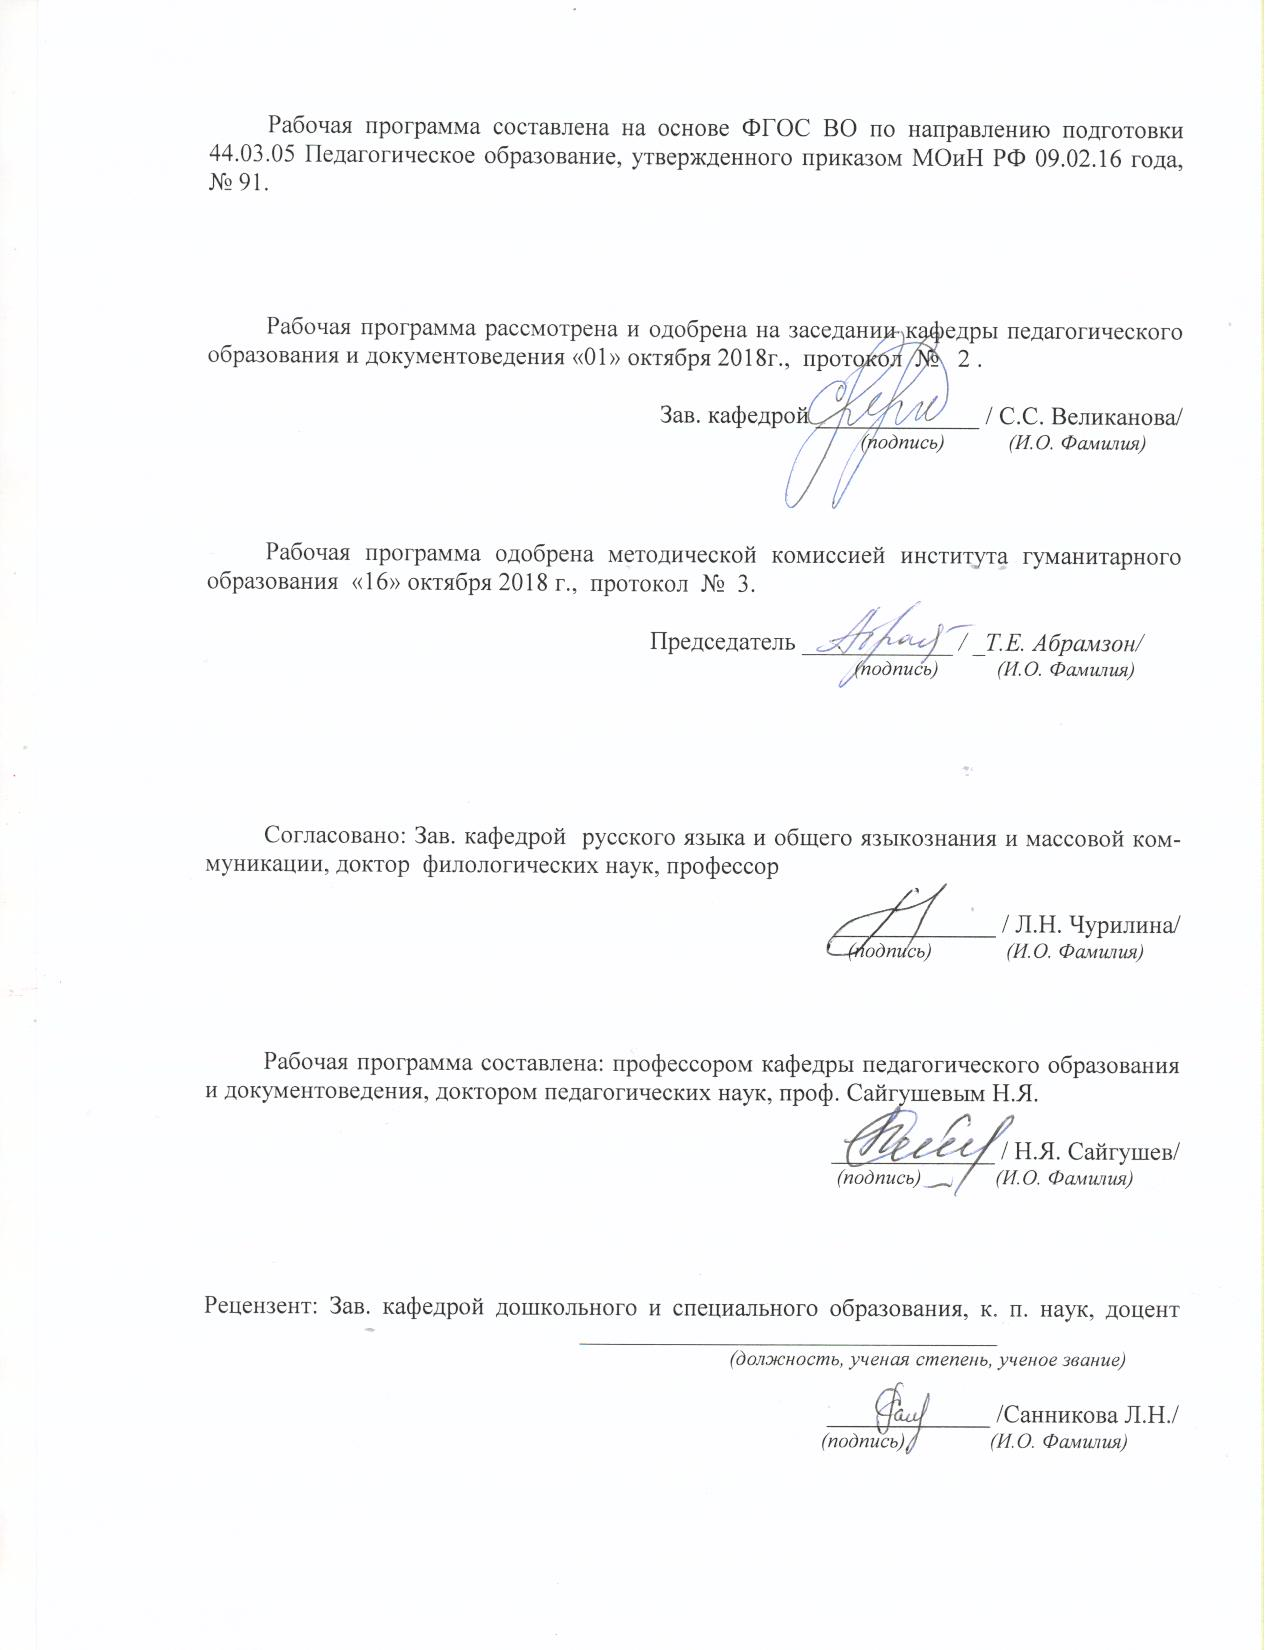 Рабочая программа составлена на основе ФГОС ВО по направлению подготовки
44.03.05 Педагогическое образование, утвержденного приказом МОиН РФ 09.02.16 года,
№ 91.
Рабочая программа рассмотрена и одобрена на заседании кафедры педагогического
образования и документоведения «01» октября 2018г., протокол № 2 .
Зав. кафедрой _____________ / С.С. Великанова/
(подпись) (И.О. Фамилия)
Рабочая программа одобрена методической комиссией института гуманитарного
образования «16» октября 2018 г., протокол № 3.
Председатель ____________ / _Т.Е. Абрамзон/
(подпись) (И.О. Фамилия)
Согласовано: Зав. кафедрой русского языка и общего языкознания и массовой ком-
муникации, доктор филологических наук, профессор
_____________ / Л.Н. Чурилина/
(подпись) (И.О. Фамилия)
Рабочая программа составлена: профессором кафедры педагогического образования
и документоведения, доктором педагогических наук, проф. Сайгушевым Н.Я.
_____________ / Н.Я. Сайгушев/
(подпись) (И.О. Фамилия)
Рецензент: Зав. кафедрой дошкольного и специального образования, к. п. наук, доцент
_________________________________
(должность, ученая степень, ученое звание)
_____________ /Санникова Л.Н./
(подпись) (И.О. Фамилия)